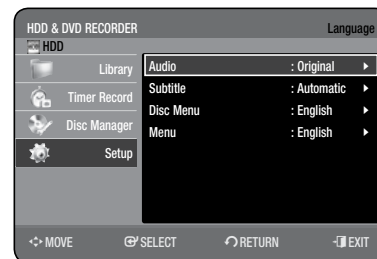 HDD & DVD RECORDER Language
HDD
Library
Timer Record
Disc Manager
Setup
Audio : Original ►
Subtitle : Automatic ►
Disc Menu : English ►
Menu : English ►
MOVE SELECT RETURN EXIT